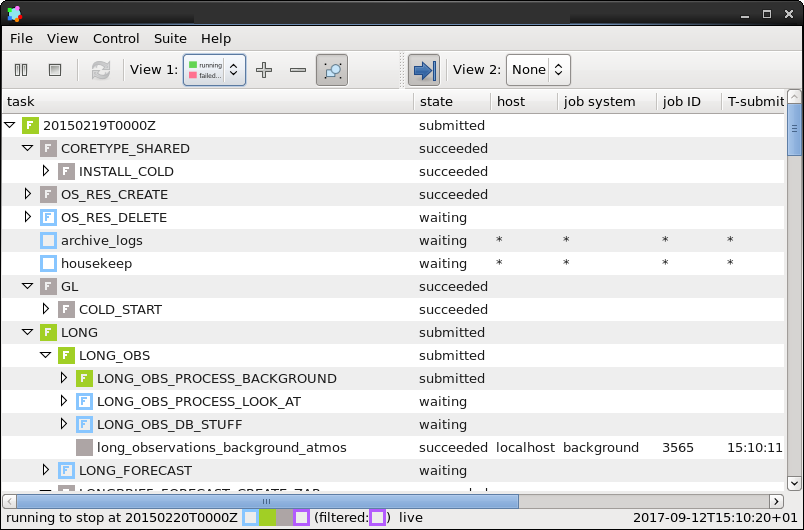 File View Control Suite Help
View 1: running failed... View 2: None
task state host job system job ID T-submit
F 20150219T0000Z submitted
F CORETYPE_SHARED succeeded
F INSTALL_COLD succeeded
F OS_RES_CREATE succeeded
F OS_RES_DELETE waiting
archive_logs waiting * * * *
housekeep waiting * * * *
F GL succeeded
F COLD_START succeeded
F LONG submitted
F LONG_OBS submitted
F LONG_OBS_PROCESS_BACKGROUND submitted
F LONG_OBS_PROCESS_LOOK_AT waiting
F LONG_OBS_DB_STUFF waiting
long_observations_background_atmos succeeded localhost background 3565 15:10:11
F LONG_FORECAST waiting
running to stop at 20150220T0000Z (filtered: ) live 2017-09-12T15:10:20+01